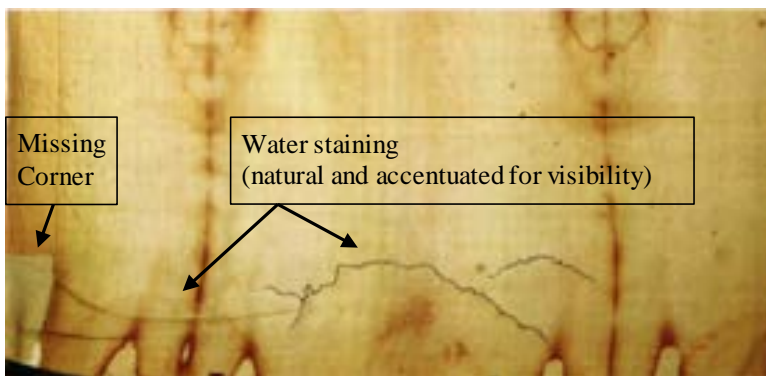 Missing
Corner
Water staining
(natural and accentuated for visibility)